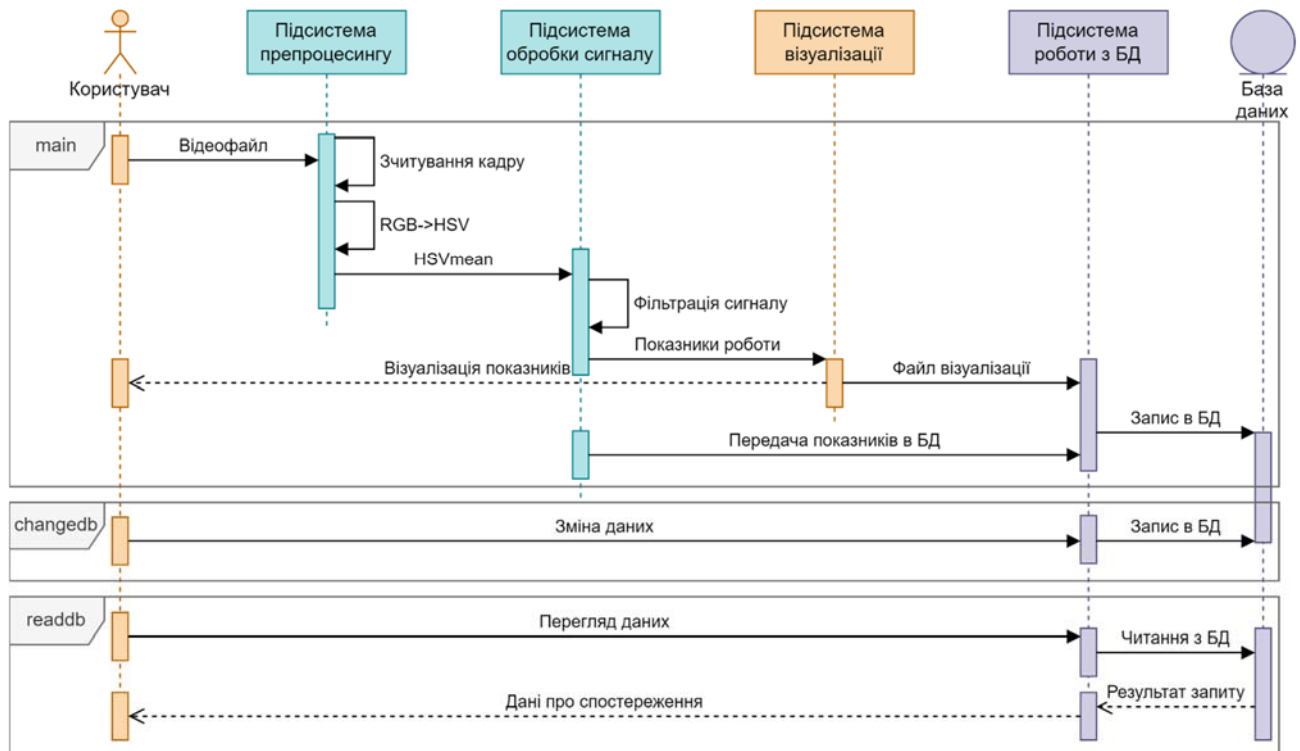 Користувач
Підсистема
препроцесингу
Підсистема
обробки сигналу
Підсистема
візуалізації
Підсистема
роботи з БД
База
даних
main
Відеофайл
Зчитування кадру
RGB->HSV
HSVmean
Фільтрація сигналу
Показники роботи
Візуалізація показників
Файл візуалізації
Запис в БД
Передача показників в БД
changedb
Зміна даних
Запис в БД
readdb
Перегляд даних
Читання з БД
Результат запиту
Дані про спостереження